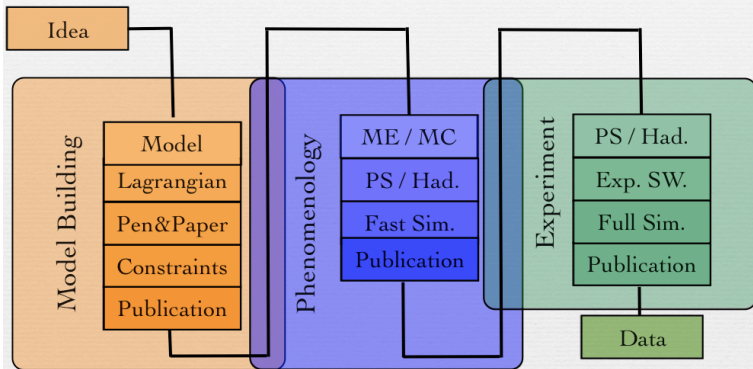 Idea
Model Building
Model
Lagrangian
Pen&Paper
Constraints
Publication
Phenomenology
ME / MC
PS / Had.
Fast Sim.
Publication
Experiment
PS / Had.
Exp. SW.
Full Sim.
Publication
Data